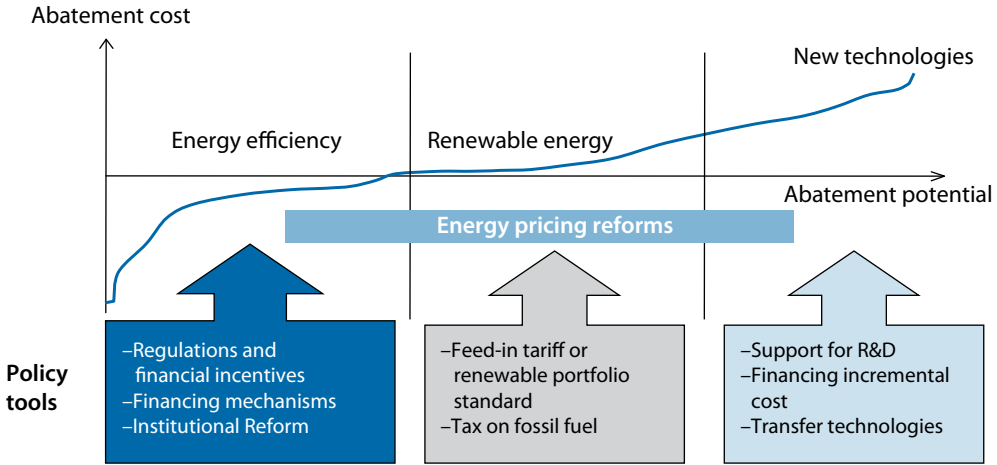 Abatement cost
New technologies
Energy efficiency
Renewable energy
Abatement potential
Energy pricing reforms
Policy
tools
–Regulations and
financial incentives
–Financing mechanisms
–Institutional Reform
–Feed-in tariff or
renewable portfolio
standard
–Tax on fossil fuel
–Support for R&D
–Financing incremental
cost
–Transfer technologies